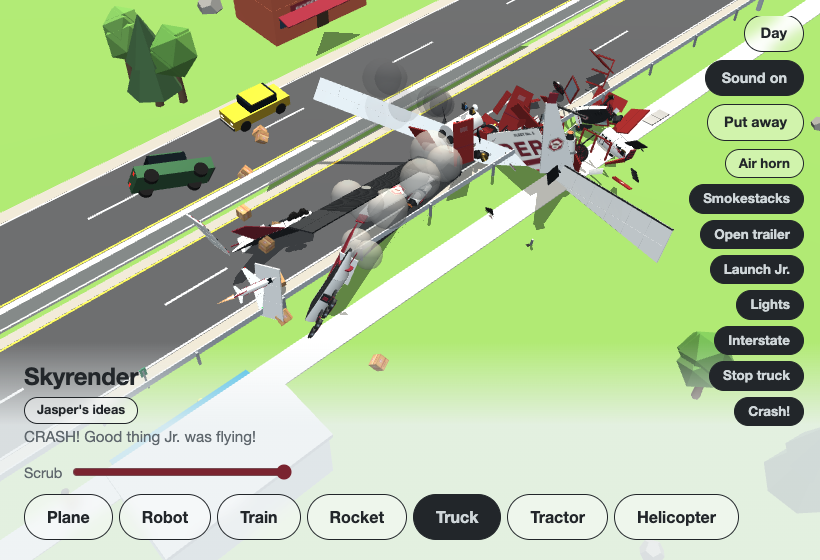 Day
Sound on
Put away
Air horn
Smokestacks
Open trailer
Launch Jr.
Lights
Interstate
Stop truck
Crash!
Skyrender
Jasper's ideas
CRASH! Good thing Jr. was flying!
Scrub
Plane
Robot
Train
Rocket
Truck
Tractor
Helicopter